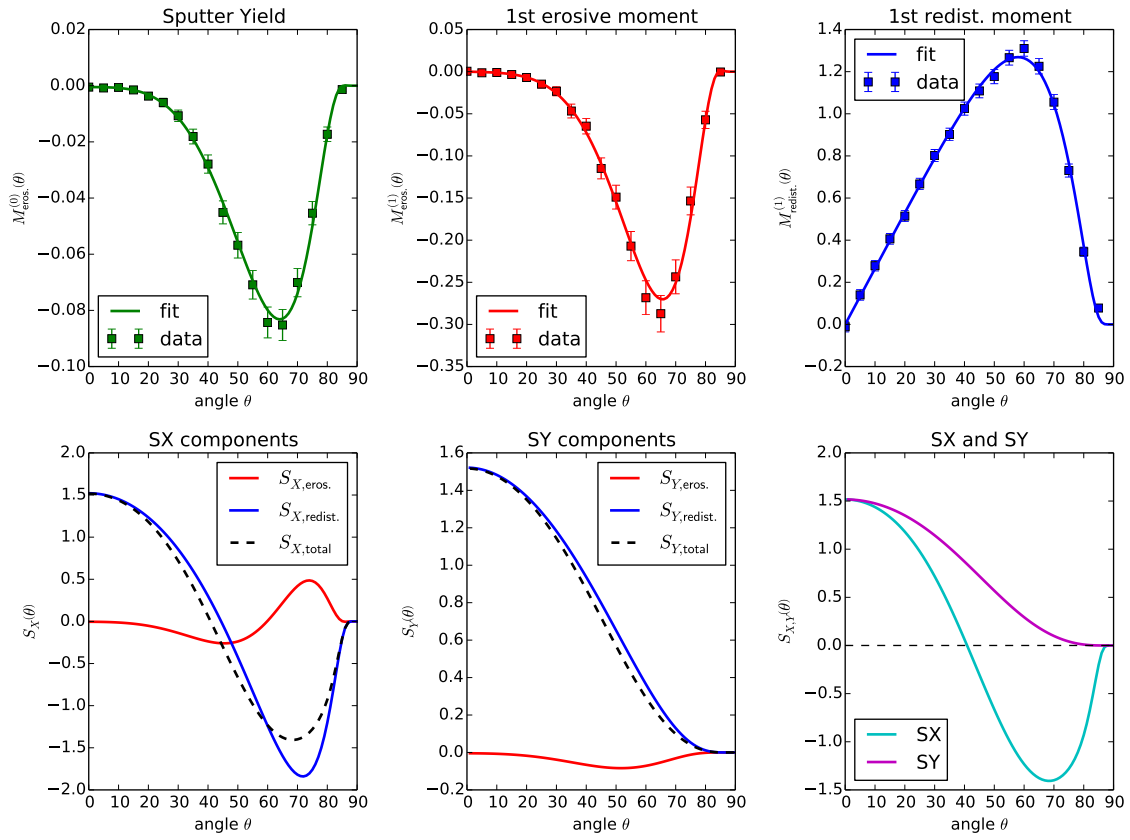 Sputter Yield
0.02
0.00
−0.02
−0.04
−0.06
−0.08
−0.10
M_eros.^(0)(θ)
fit
data
0 10 20 30 40 50 60 70 80 90
angle θ
1st erosive moment
0.05
0.00
−0.05
−0.10
−0.15
−0.20
−0.25
−0.30
−0.35
M_eros.^(1)(θ)
fit
data
0 10 20 30 40 50 60 70 80 90
angle θ
1st redist. moment
1.4
1.2
1.0
0.8
0.6
0.4
0.2
0.0
−0.2
M_redist.^(1)(θ)
fit
data
0 10 20 30 40 50 60 70 80 90
angle θ
SX components
2.0
1.5
1.0
0.5
0.0
−0.5
−1.0
−1.5
−2.0
S_X(θ)
S_X,eros.
S_X,redist.
S_X,total
0 10 20 30 40 50 60 70 80 90
angle θ
SY components
1.6
1.4
1.2
1.0
0.8
0.6
0.4
0.2
0.0
−0.2
S_Y(θ)
S_Y,eros.
S_Y,redist.
S_Y,total
0 10 20 30 40 50 60 70 80 90
angle θ
SX and SY
2.0
1.5
1.0
0.5
0.0
−0.5
−1.0
−1.5
S_X,Y(θ)
SX
SY
0 10 20 30 40 50 60 70 80 90
angle θ